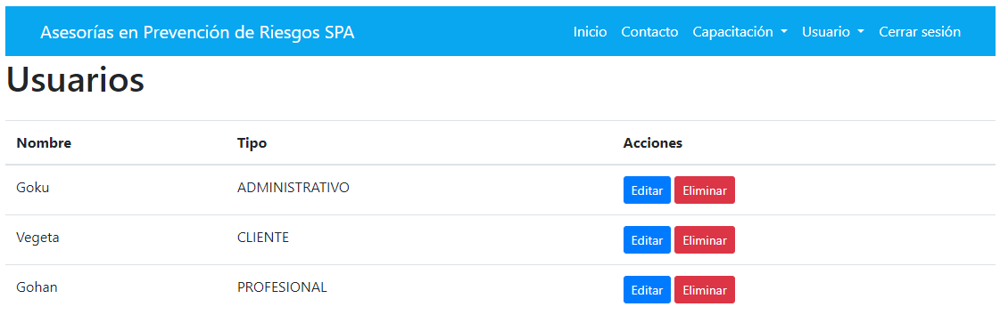 Asesorías en Prevención de Riesgos SPA Inicio Contacto Capacitación Usuario Cerrar sesión
Usuarios
Nombre Tipo Acciones
Goku ADMINISTRATIVO Editar Eliminar
Vegeta CLIENTE Editar Eliminar
Gohan PROFESIONAL Editar Eliminar